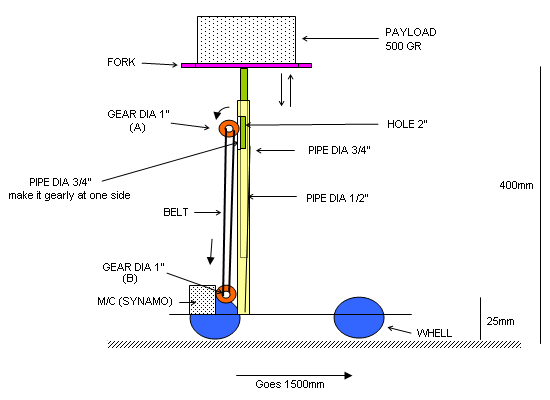 PAYLOAD
500 GR
FORK
GEAR DIA 1"
(A)
HOLE 2"
PIPE DIA 3/4"
PIPE DIA 3/4"
make it gearly at one side
400mm
PIPE DIA 1/2"
BELT
GEAR DIA 1"
(B)
M/C (SYNAMO)
25mm
WHELL
Goes 1500mm